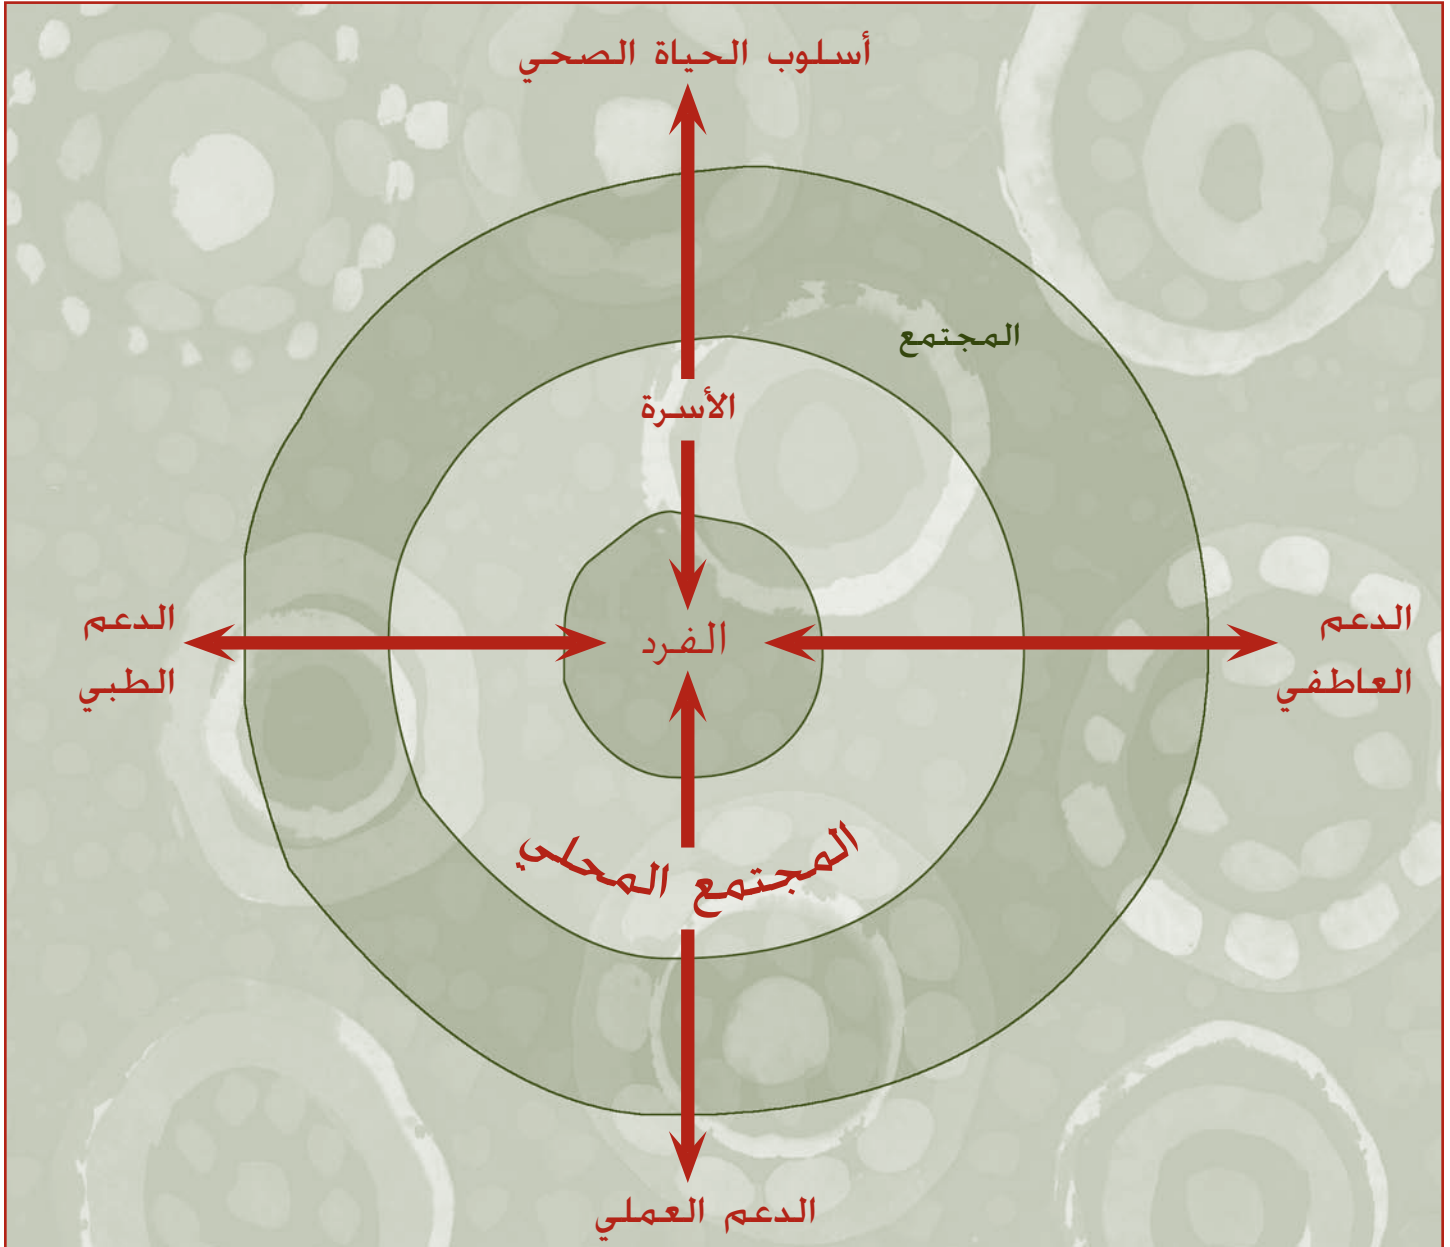 أسلوب الحياة الصحي
المجتمع
الأسرة
الدعم
العاطفي
الفرد
الدعم
الطبي
المجتمع المحلي
الدعم العملي